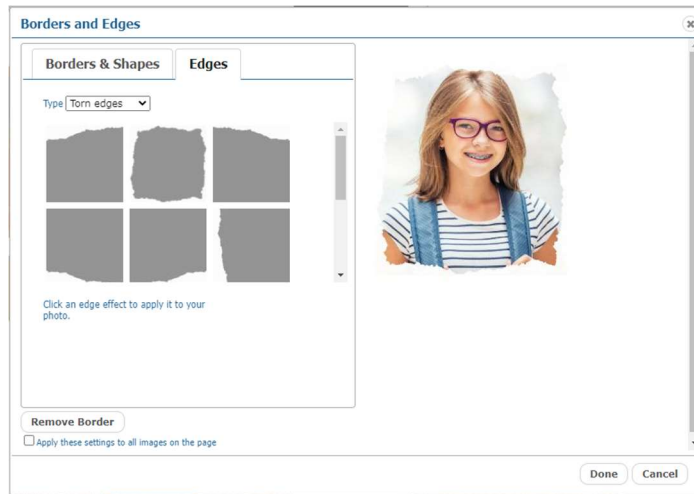 Borders and Edges
Borders & Shapes
Edges
Type Torn edges
Click an edge effect to apply it to your
photo.
Remove Border
Apply these settings to all images on the page
Done
Cancel